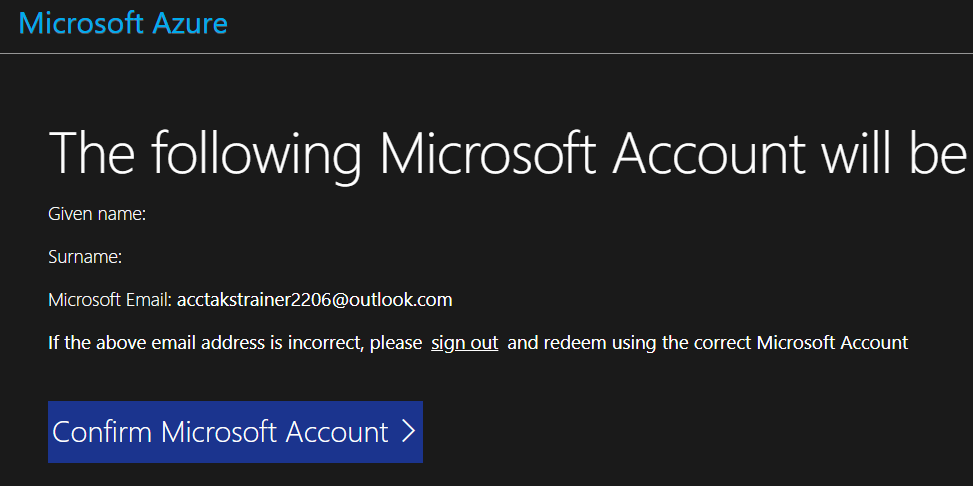 Microsoft Azure
The following Microsoft Account will be
Given name:
Surname:
Microsoft Email: acctakstrainer2206@outlook.com
If the above email address is incorrect, please sign out and redeem using the correct Microsoft Account
Confirm Microsoft Account